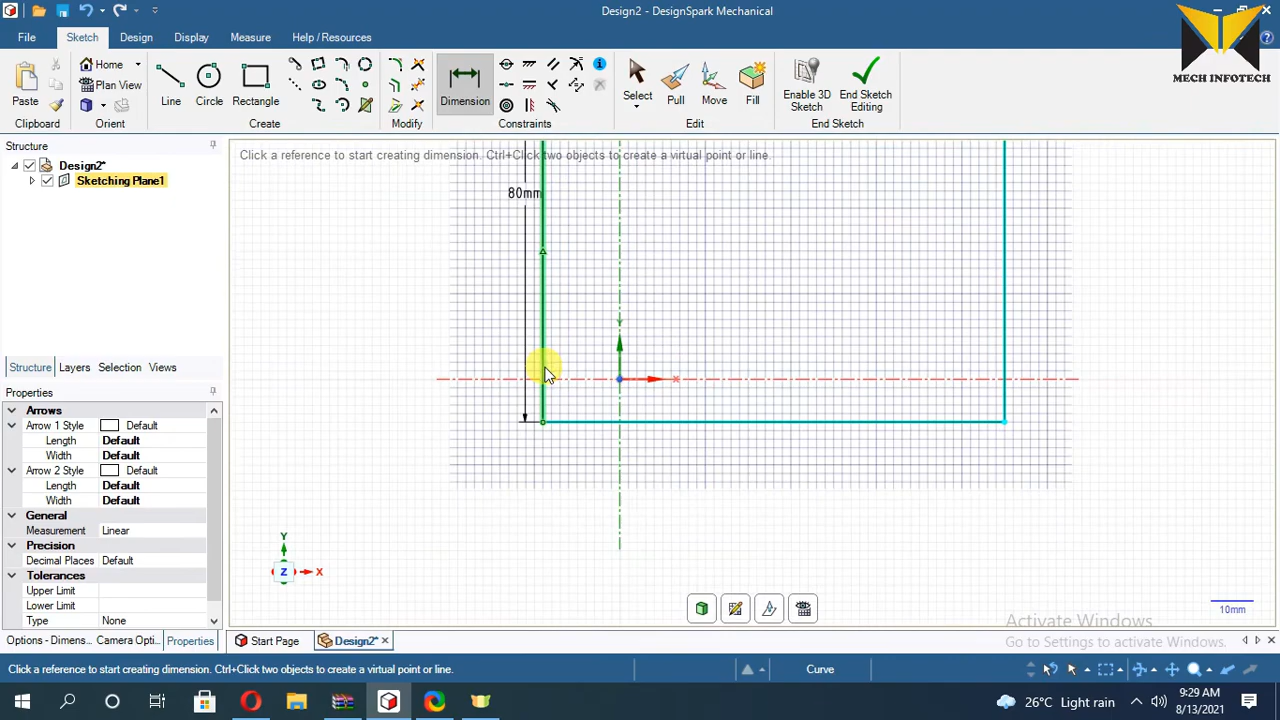 Design2 - DesignSpark Mechanical
File Sketch Design Display Measure Help / Resources
MECH INFOTECH
Paste
Clipboard
Home
Plan View
Orient
Line
Circle
Rectangle
Create
Modify
Dimension
Constraints
Select
Pull
Move
Fill
Edit
Enable 3D
Sketch
End Sketch
Editing
End Sketch
Structure
Design2*
Sketching Plane1
Structure Layers Selection Views
Properties
Arrows
Arrow 1 Style Default
Length Default
Width Default
Arrow 2 Style Default
Length Default
Width Default
General
Measurement Linear
Precision
Decimal Places Default
Tolerances
Upper Limit
Lower Limit
Type None
Options - Dimens... Camera Opti... Properties
Click a reference to start creating dimension. Ctrl+Click two objects to create a virtual point or line.
80mm
Y
X
Y
Z
X
10mm
Activate Windows
Go to Settings to activate Windows.
Start Page Design2*
Click a reference to start creating dimension. Ctrl+Click two objects to create a virtual point or line.
Curve
26°C Light rain
9:29 AM
8/13/2021